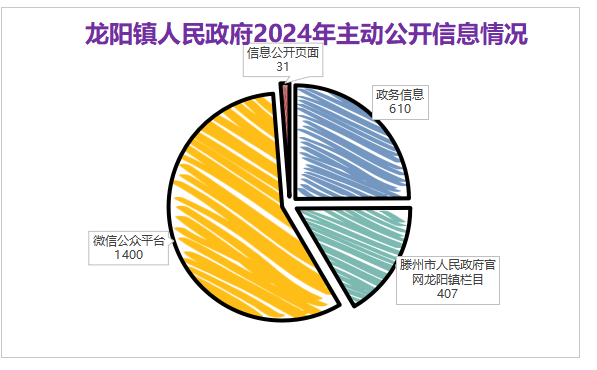 龙阳镇人民政府2024年主动公开信息情况
信息公开页面
31
政务信息
610
微信公众平台
1400
滕州市人民政府官
网龙阳镇栏目
407